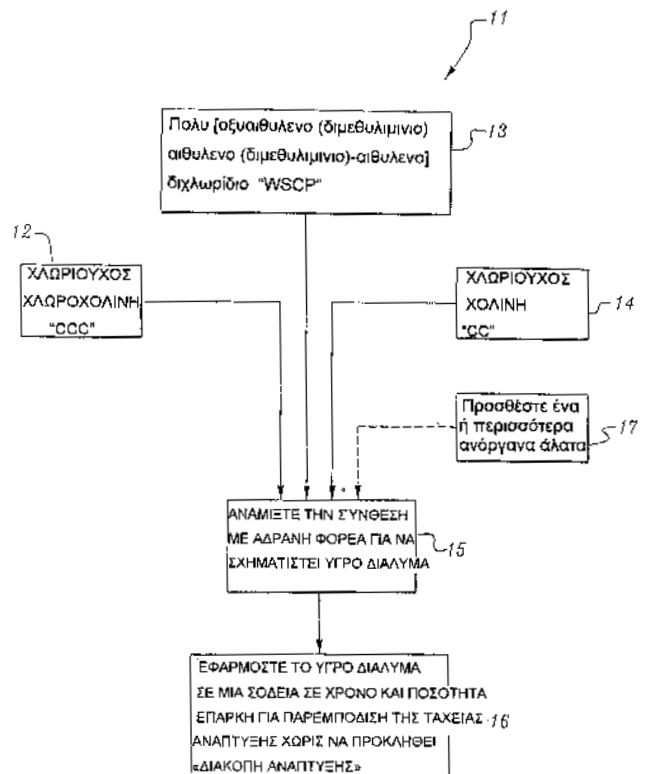 11
Πολυ [οξυαιθυλενο (διμεθυλιμινιο)
αιθυλενο (διμεθυλιμινιο)-αιθυλενο]
διχλωρίδιο "WSCP"
13
12
ΧΛΩΡΙΟΥΧΟΣ
ΧΛΩΡΟΧΟΛΙΝΗ
"CCC"
ΧΛΩΡΙΟΥΧΟΣ
ΧΟΛΙΝΗ
"CC"
14
Προσθέστε ένα
ή περισσότερα
ανόργανα άλατα
17
ΑΝΑΜΙΞΤΕ ΤΗΝ ΣΥΝΘΕΣΗ
ΜΕ ΑΔΡΑΝΗ ΦΟΡΕΑ ΓΙΑ ΝΑ
ΣΧΗΜΑΤΙΣΤΕΙ ΥΓΡΟ ΔΙΑΛΥΜΑ
15
ΕΦΑΡΜΟΣΤΕ ΤΟ ΥΓΡΟ ΔΙΑΛΥΜΑ
ΣΕ ΜΙΑ ΣΟΔΕΙΑ ΣΕ ΧΡΟΝΟ ΚΑΙ ΠΟΣΟΤΗΤΑ
ΕΠΑΡΚΗ ΓΙΑ ΠΑΡΕΜΠΟΔΙΣΗ ΤΗΣ ΤΑΧΕΙΑΣ
ΑΝΑΠΤΥΞΗΣ ΧΩΡΙΣ ΝΑ ΠΡΟΚΛΗΘΕΙ
«ΔΙΑΚΟΠΗ ΑΝΑΠΤΥΞΗΣ»
16